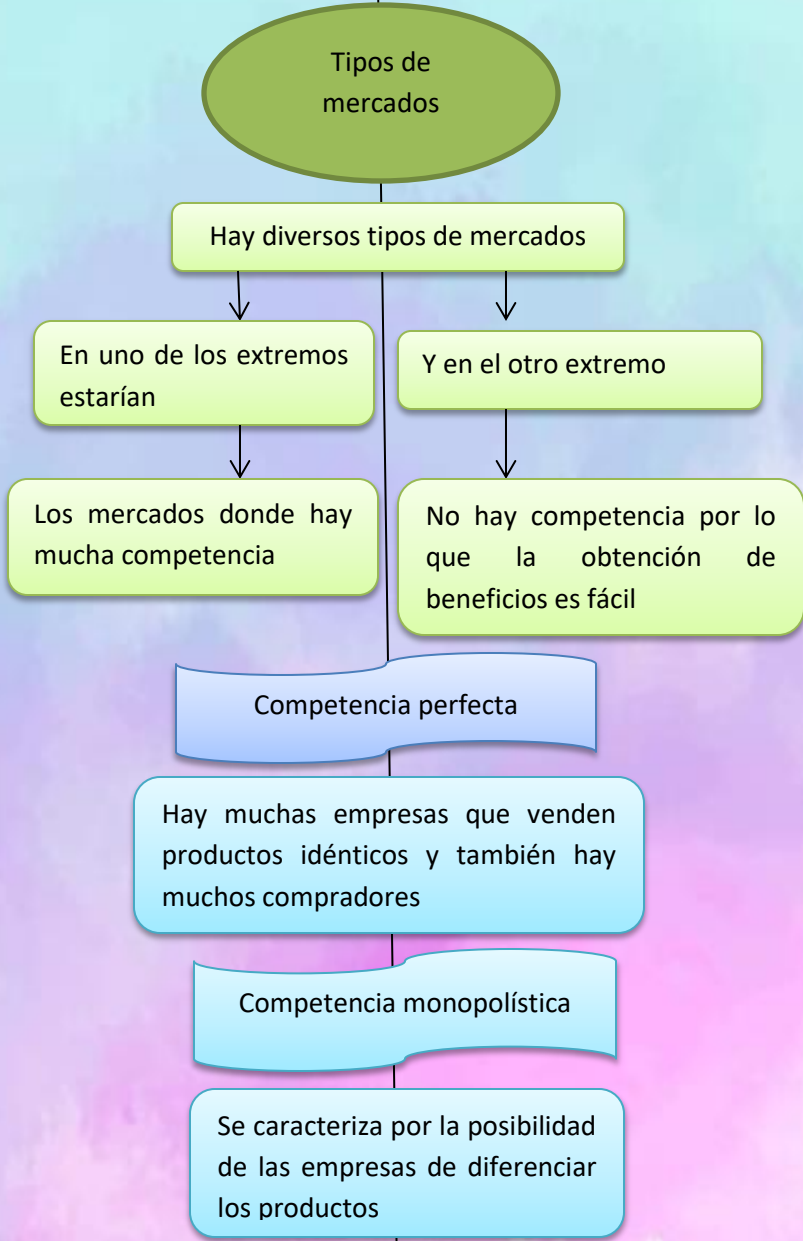 Tipos de
mercados
Hay diversos tipos de mercados
En uno de los extremos
estarían
Y en el otro extremo
Los mercados donde hay
mucha competencia
No hay competencia por lo
que la obtención de
beneficios es fácil
Competencia perfecta
Hay muchas empresas que venden
productos idénticos y también hay
muchos compradores
Competencia monopolística
Se caracteriza por la posibilidad
de las empresas de diferenciar
los productos